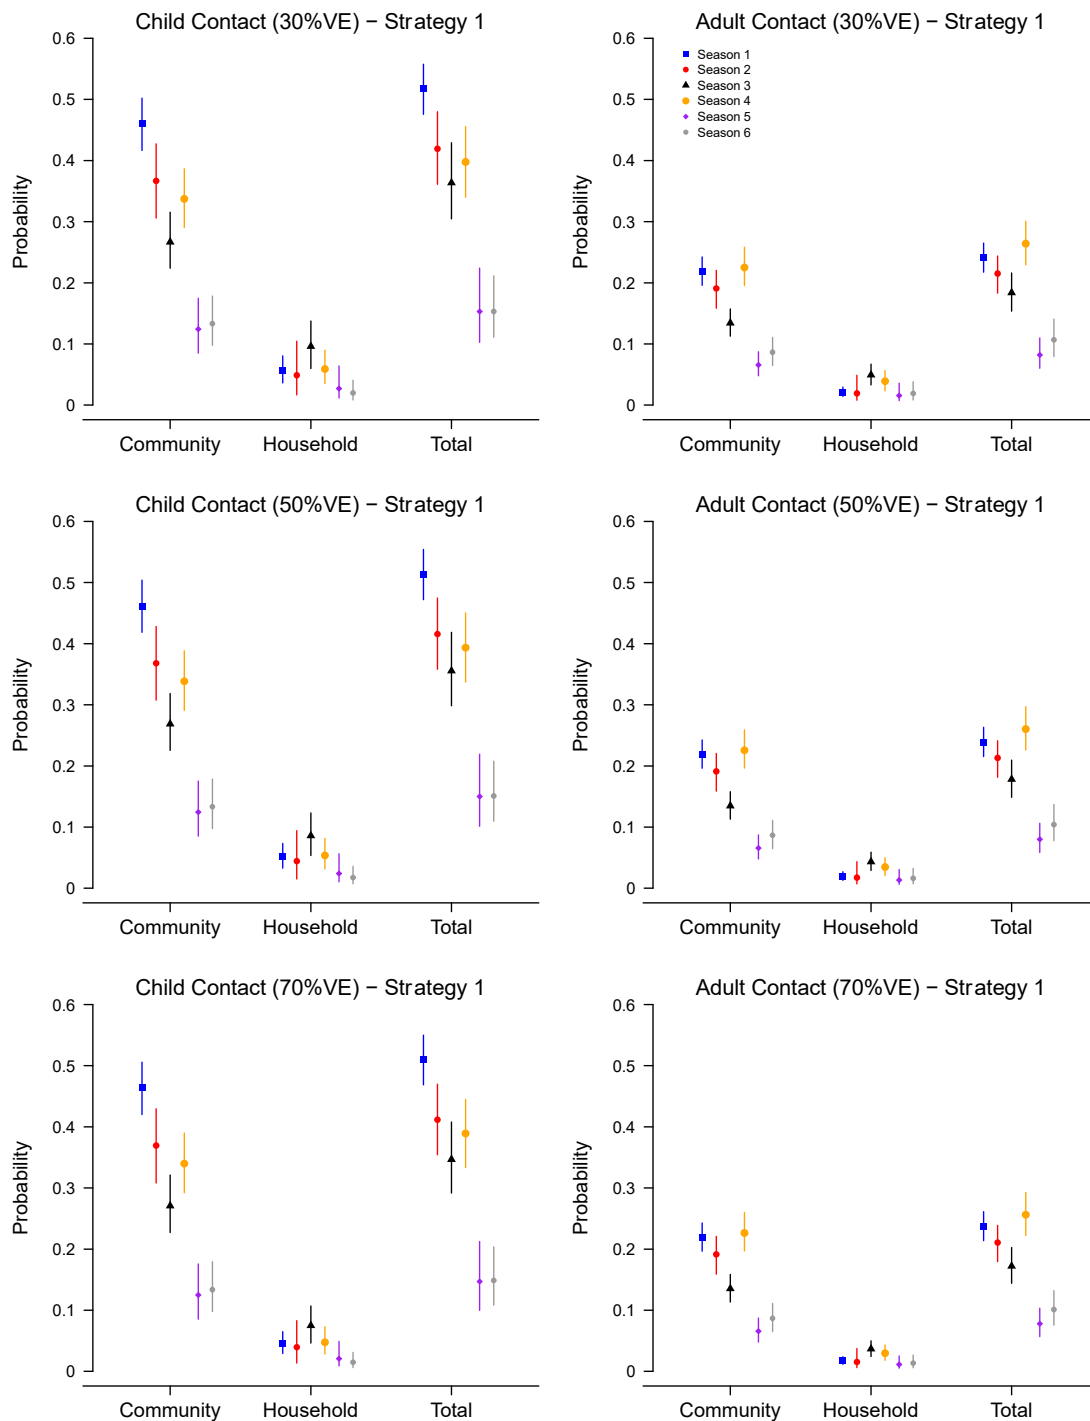 Child Contact (30%VE) − Strategy 1
Probability
0.6
0.5
0.4
0.3
0.2
0.1
0
Community
Household
Total
Adult Contact (30%VE) − Strategy 1
Probability
0.6
0.5
0.4
0.3
0.2
0.1
0
Season 1
Season 2
Season 3
Season 4
Season 5
Season 6
Community
Household
Total
Child Contact (50%VE) − Strategy 1
Probability
0.6
0.5
0.4
0.3
0.2
0.1
0
Community
Household
Total
Adult Contact (50%VE) − Strategy 1
Probability
0.6
0.5
0.4
0.3
0.2
0.1
0
Community
Household
Total
Child Contact (70%VE) − Strategy 1
Probability
0.6
0.5
0.4
0.3
0.2
0.1
0
Community
Household
Total
Adult Contact (70%VE) − Strategy 1
Probability
0.6
0.5
0.4
0.3
0.2
0.1
0
Community
Household
Total